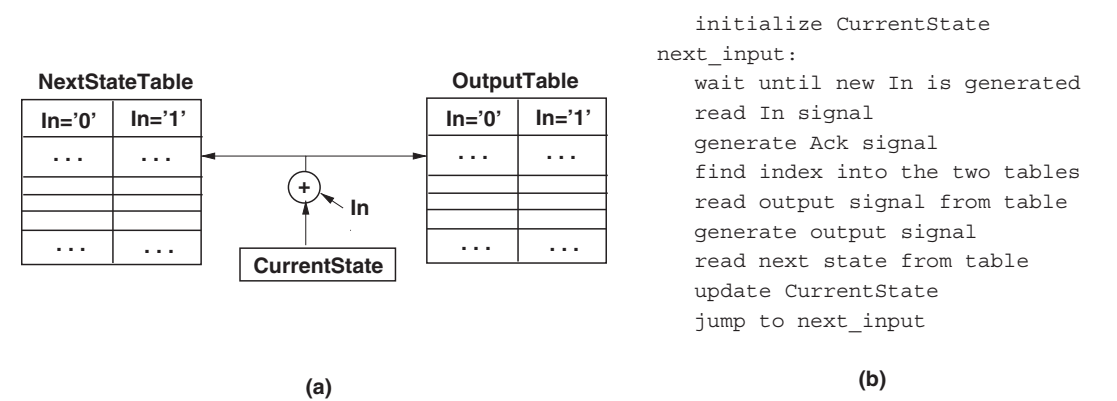 NextStateTable
In='0' In='1'
. . . . . .
. . . . . .
OutputTable
In='0' In='1'
. . . . . .
. . . . . .
+
In
CurrentState
(a)
initialize CurrentState
next_input:
wait until new In is generated
read In signal
generate Ack signal
find index into the two tables
read output signal from table
generate output signal
read next state from table
update CurrentState
jump to next_input
(b)